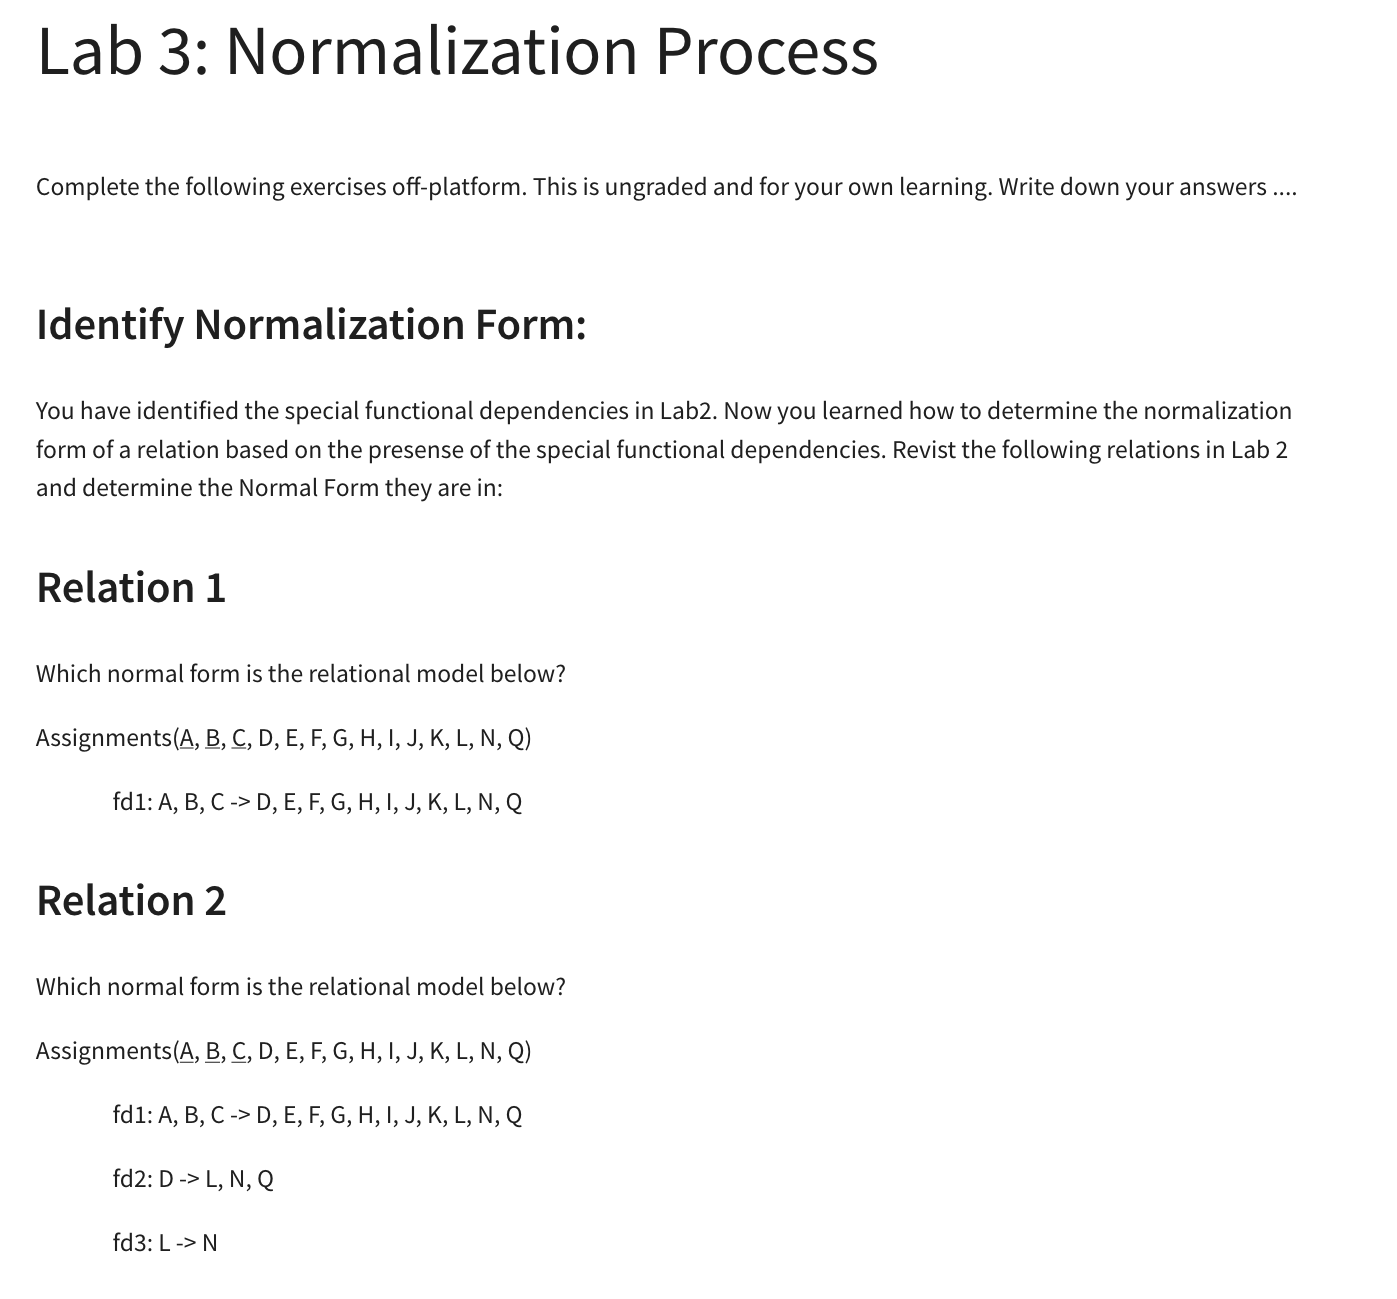 Lab 3: Normalization Process
Complete the following exercises off-platform. This is ungraded and for your own learning. Write down your answers ....
Identify Normalization Form:
You have identified the special functional dependencies in Lab2. Now you learned how to determine the normalization
form of a relation based on the presense of the special functional dependencies. Revist the following relations in Lab 2
and determine the Normal Form they are in:
Relation 1
Which normal form is the relational model below?
Assignments(A, B, C, D, E, F, G, H, I, J, K, L, N, Q)
fd1: A, B, C -> D, E, F, G, H, I, J, K, L, N, Q
Relation 2
Which normal form is the relational model below?
Assignments(A, B, C, D, E, F, G, H, I, J, K, L, N, Q)
fd1: A, B, C -> D, E, F, G, H, I, J, K, L, N, Q
fd2: D -> L, N, Q
fd3: L -> N